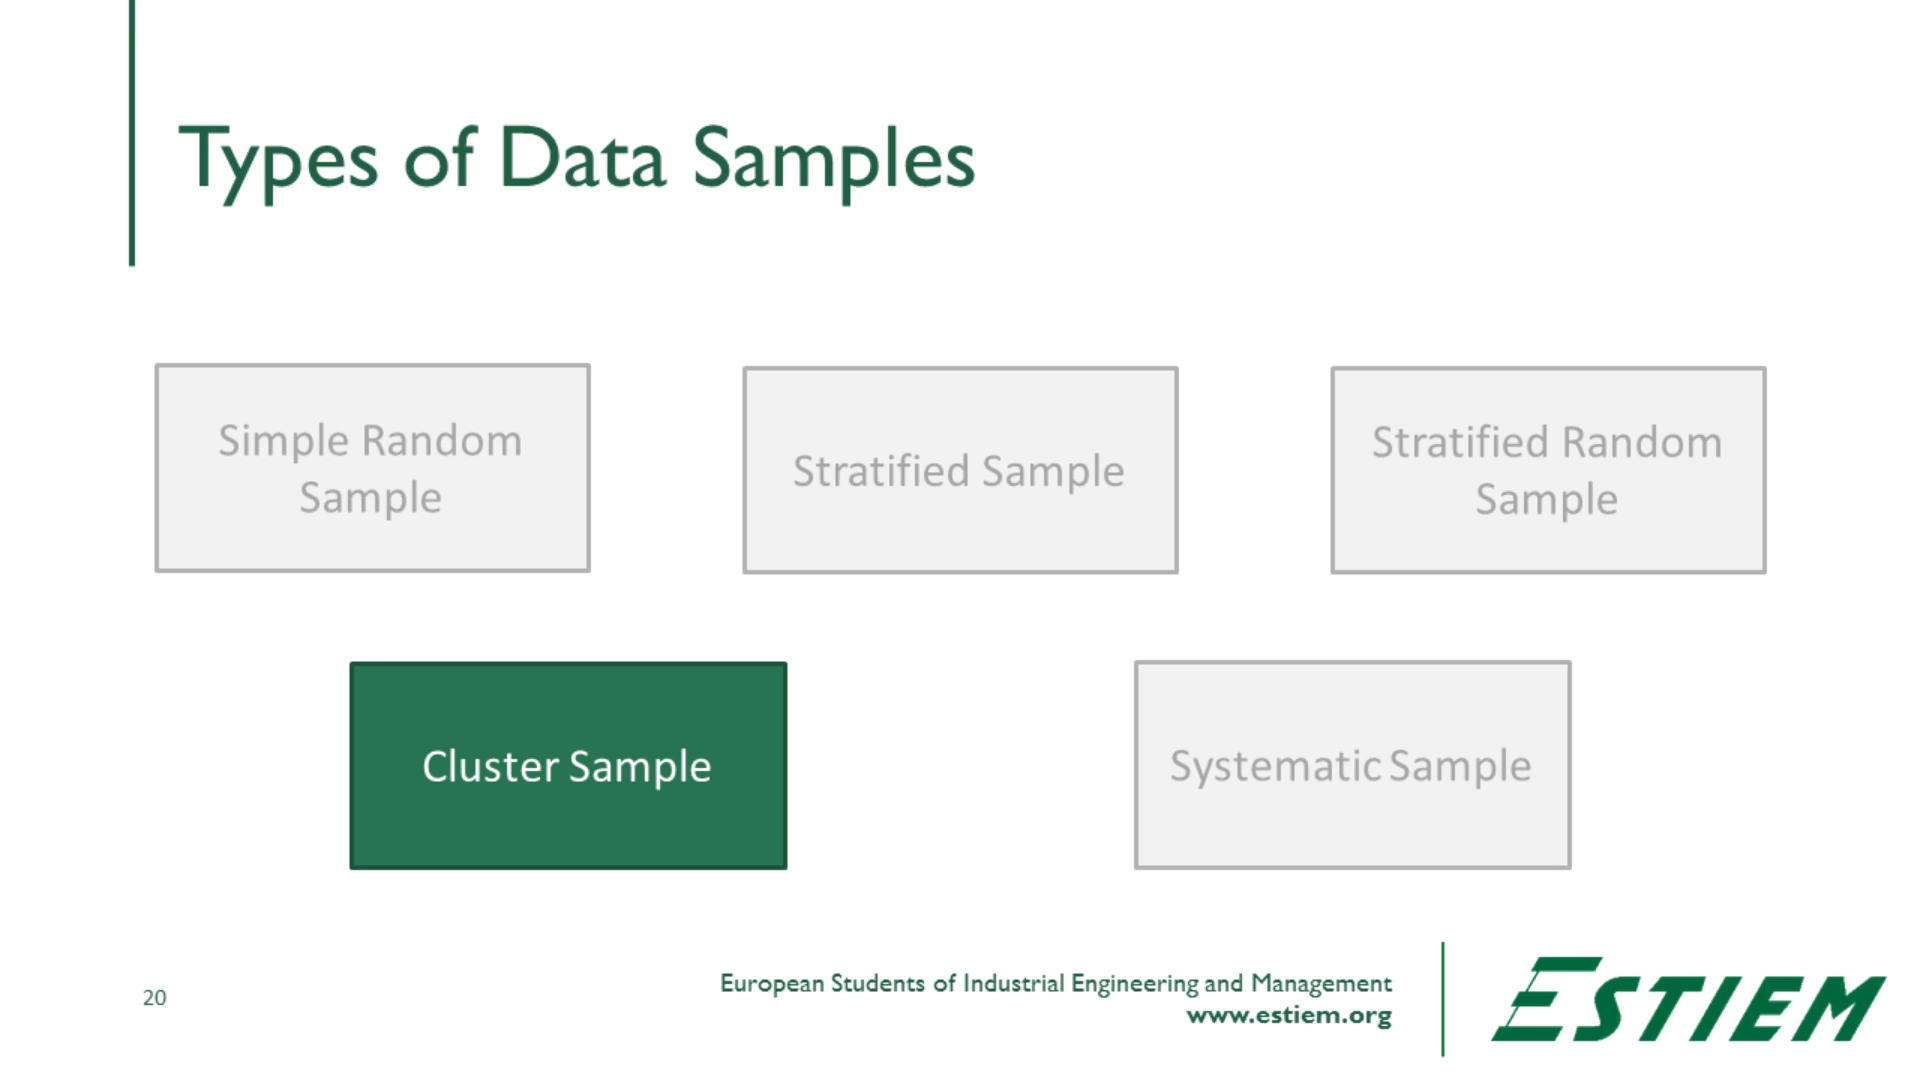 Types of Data Samples
Simple Random
Sample
Stratified Sample
Stratified Random
Sample
Cluster Sample
Systematic Sample
20
European Students of Industrial Engineering and Management
www.estiem.org
ESTIEM